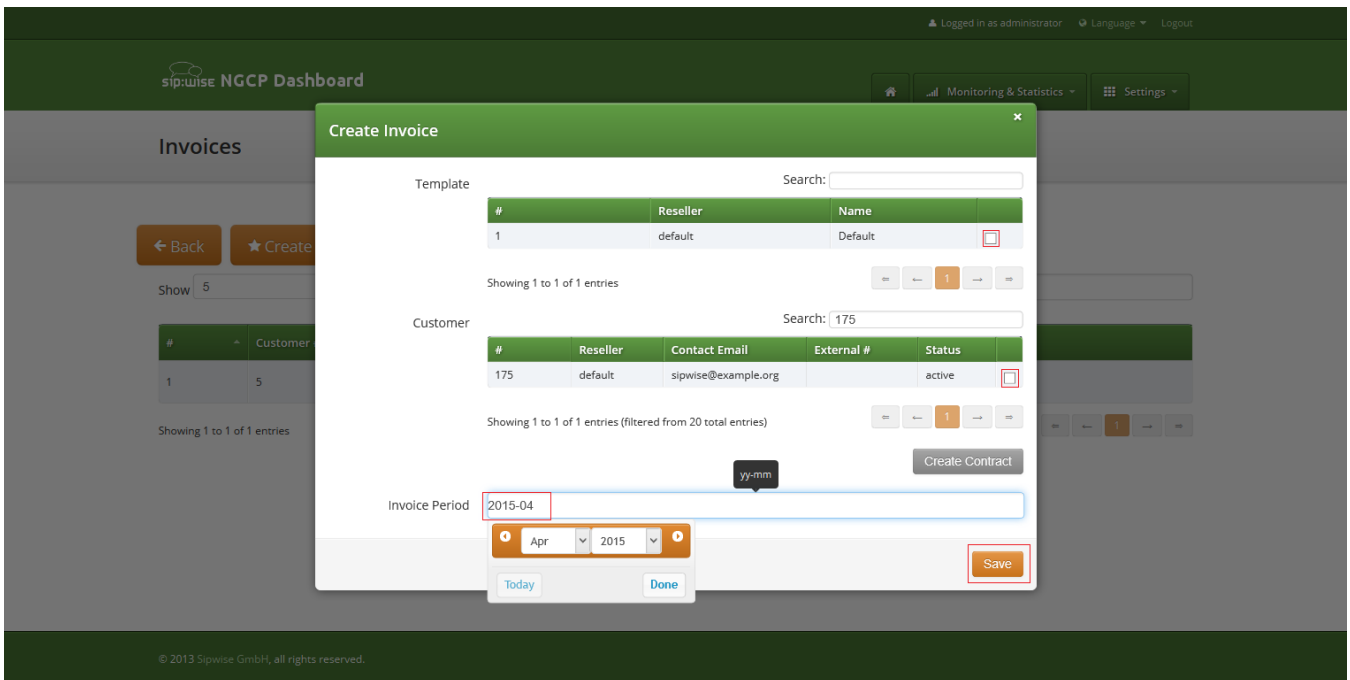 Logged in as administrator Language Logout
sip:wise NGCP Dashboard
Monitoring & Statistics Settings
Create Invoice ×
Invoices
Template Search:
# Reseller Name
1 default Default
← Back ★ Create
Showing 1 to 1 of 1 entries ⇐ ← 1 → ⇒
Show 5
Customer Search: 175
# Customer
# Reseller Contact Email External # Status
175 default sipwise@example.org active
1 5
Showing 1 to 1 of 1 entries (filtered from 20 total entries) ⇐ ← 1 → ⇒
Showing 1 to 1 of 1 entries ⇐ ← 1 → ⇒
Create Contract
yy-mm
Invoice Period 2015-04
Apr 2015
Save
Today Done
© 2013 Sipwise GmbH, all rights reserved.